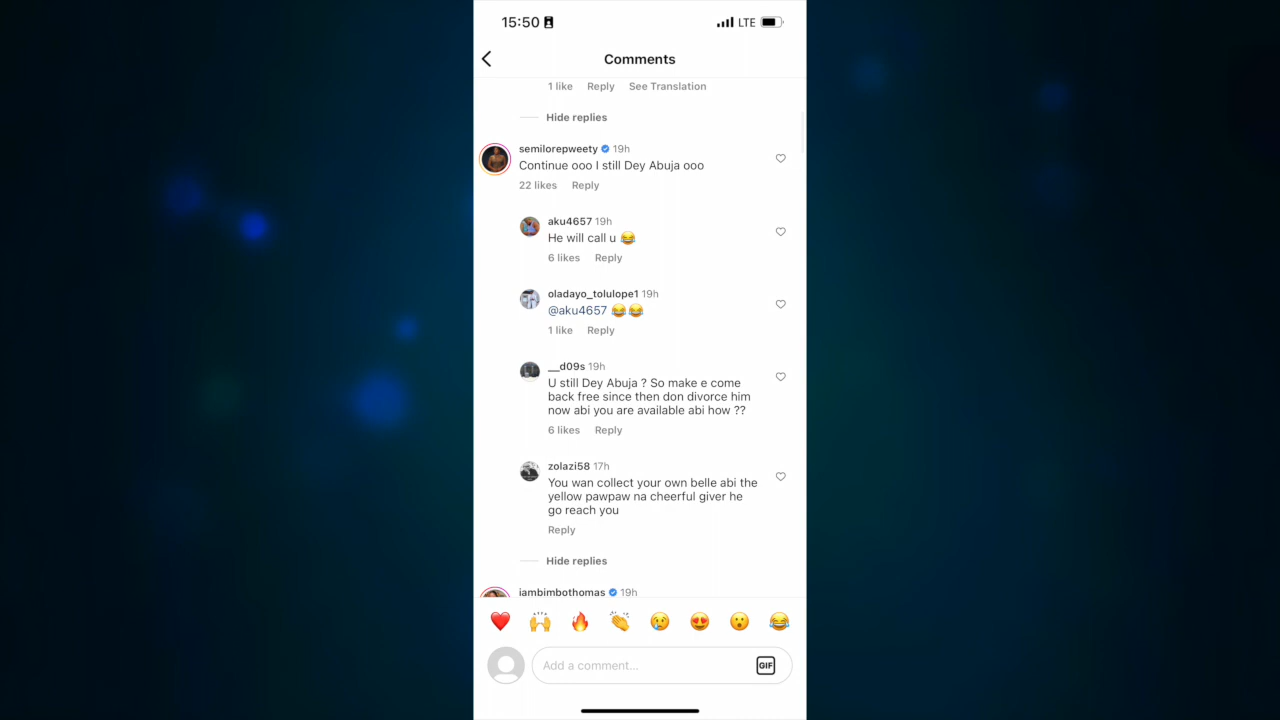 15:50
LTE
Comments
1 like Reply See Translation
Hide replies
semilorepweety 19h
Continue ooo I still Dey Abuja ooo
22 likes Reply
aku4657 19h
He will call u 😂
6 likes Reply
oladayo_tolulope1 19h
@aku4657 😂😂
1 like Reply
__d09s 19h
U still Dey Abuja ? So make e come
back free since then don divorce him
now abi you are available abi how ??
6 likes Reply
zolazi58 17h
You wan collect your own belle abi the
yellow pawpaw na cheerful giver he
go reach you
Reply
Hide replies
iambimbothomas 19h
Add a comment...
GIF